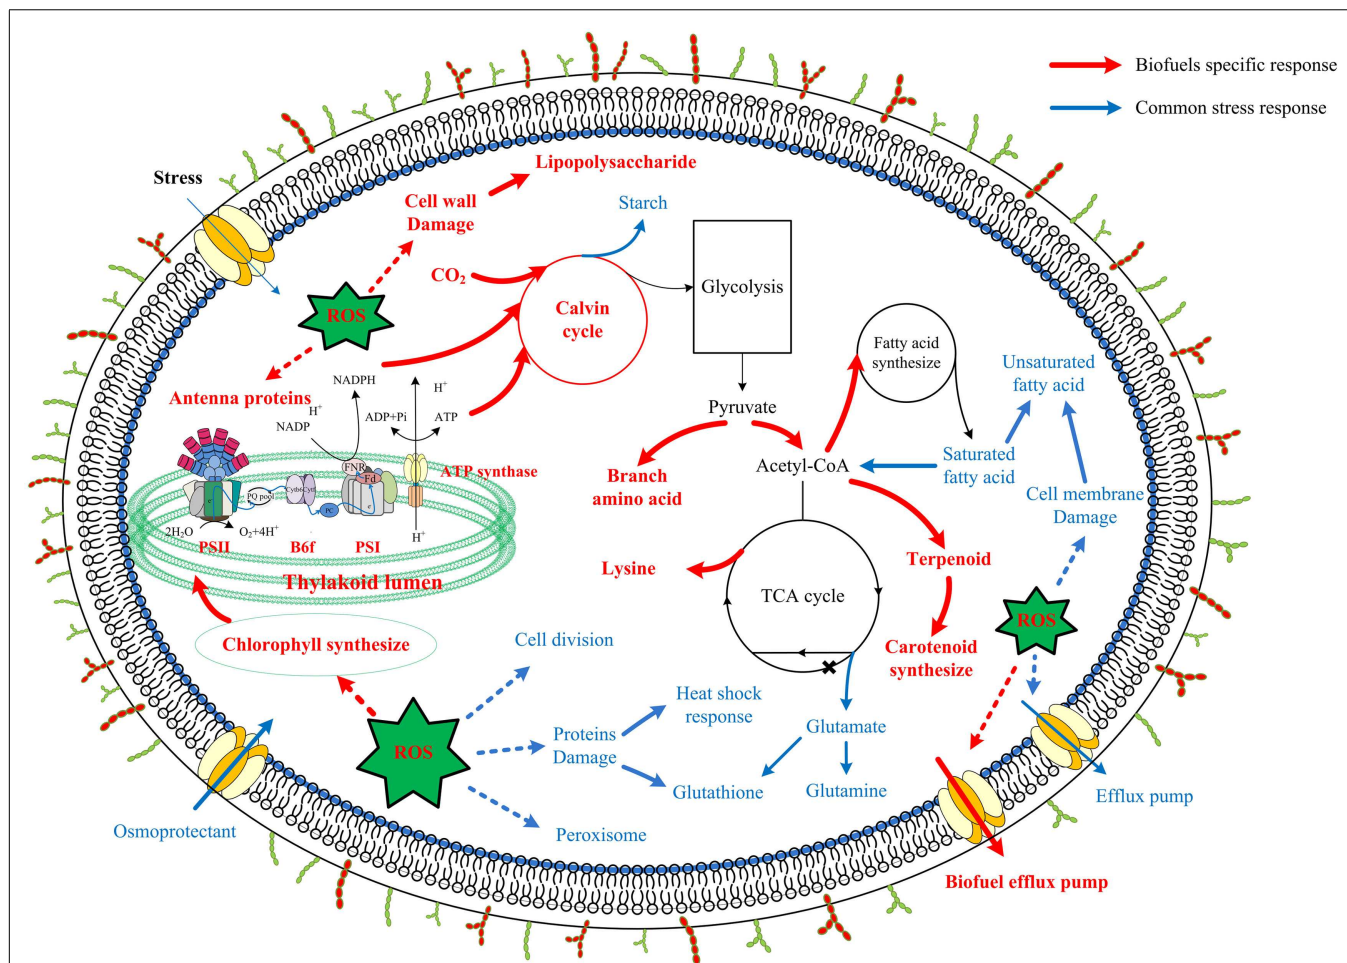 Biofuels specific response
Common stress response
Stress
Lipopolysaccharide
Cell wall
Damage
Starch
CO₂
Glycolysis
ROS
Calvin
cycle
Fatty acid
synthesize
Unsaturated
fatty acid
NADPH
H⁺
Antenna proteins
H⁺
NADP
ADP+Pi
ATP
Pyruvate
Saturated
fatty acid
Acetyl-CoA
Branch
amino acid
ATP synthase
FNR
Fd
Cell membrane
Damage
PQ pool
Cytb6
Cytf
PC
e⁻
e⁻
2H₂O
O₂+4H⁺
H⁺
PSII
B6f
PSI
Thylakoid lumen
Lysine
Terpenoid
TCA cycle
ROS
Chlorophyll synthesize
Cell division
Carotenoid
synthesize
Heat shock
response
ROS
Proteins
Damage
Glutamate
Glutathione
Glutamine
Efflux pump
Osmoprotectant
Peroxisome
Biofuel efflux pump